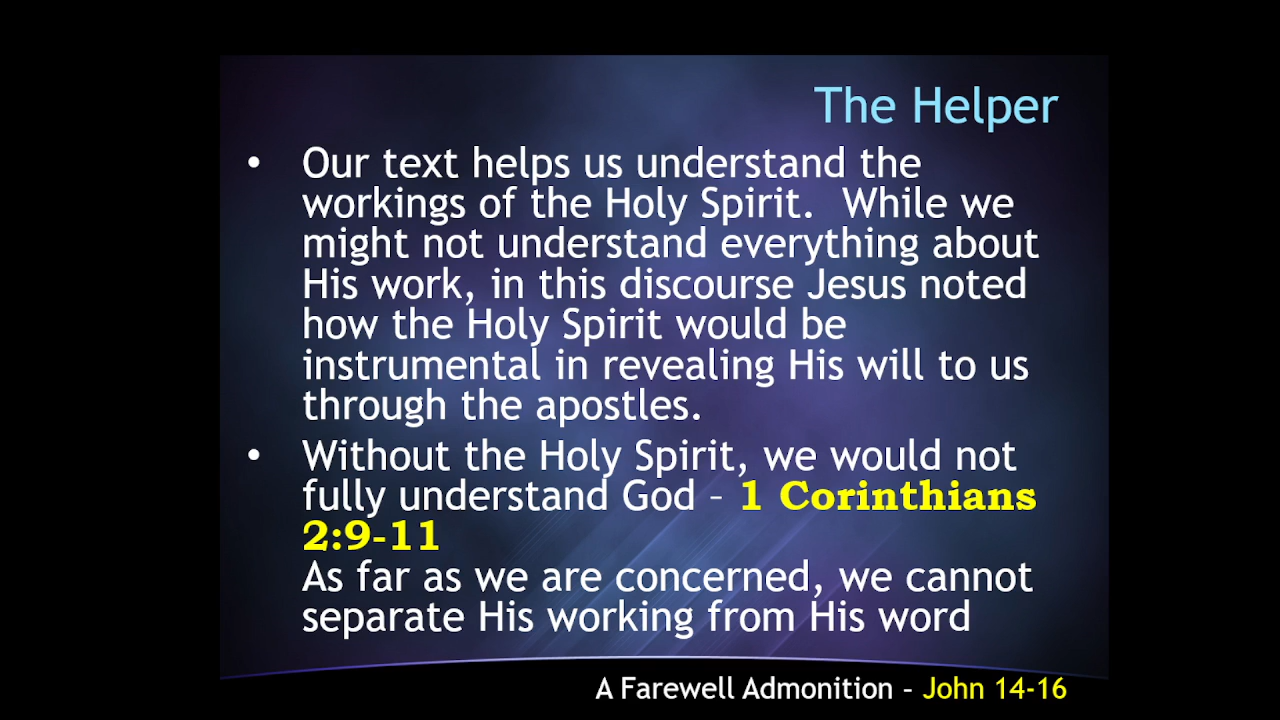 The Helper
• Our text helps us understand the
workings of the Holy Spirit.  While we
might not understand everything about
His work, in this discourse Jesus noted
how the Holy Spirit would be
instrumental in revealing His will to us
through the apostles.
• Without the Holy Spirit, we would not
fully understand God – 1 Corinthians
2:9-11
As far as we are concerned, we cannot
separate His working from His word
A Farewell Admonition – John 14-16